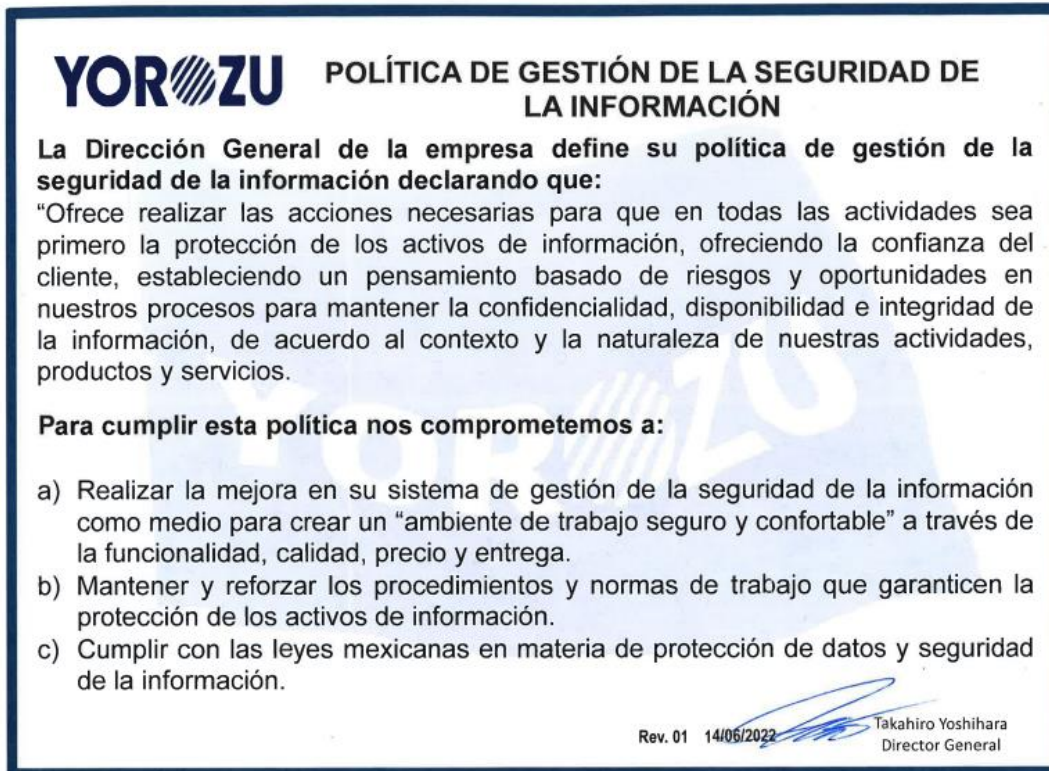 YOROZU
POLÍTICA DE GESTIÓN DE LA SEGURIDAD DE
LA INFORMACIÓN
La Dirección General de la empresa define su política de gestión de la
seguridad de la información declarando que:
“Ofrece realizar las acciones necesarias para que en todas las actividades sea
primero la protección de los activos de información, ofreciendo la confianza del
cliente, estableciendo un pensamiento basado de riesgos y oportunidades en
nuestros procesos para mantener la confidencialidad, disponibilidad e integridad de
la información, de acuerdo al contexto y la naturaleza de nuestras actividades,
productos y servicios.
Para cumplir esta política nos comprometemos a:
a) Realizar la mejora en su sistema de gestión de la seguridad de la información
como medio para crear un “ambiente de trabajo seguro y confortable” a través de
la funcionalidad, calidad, precio y entrega.
b) Mantener y reforzar los procedimientos y normas de trabajo que garanticen la
protección de los activos de información.
c) Cumplir con las leyes mexicanas en materia de protección de datos y seguridad
de la información.
Rev. 01 14/06/2022
Takahiro Yoshihara
Director General
YOROZU